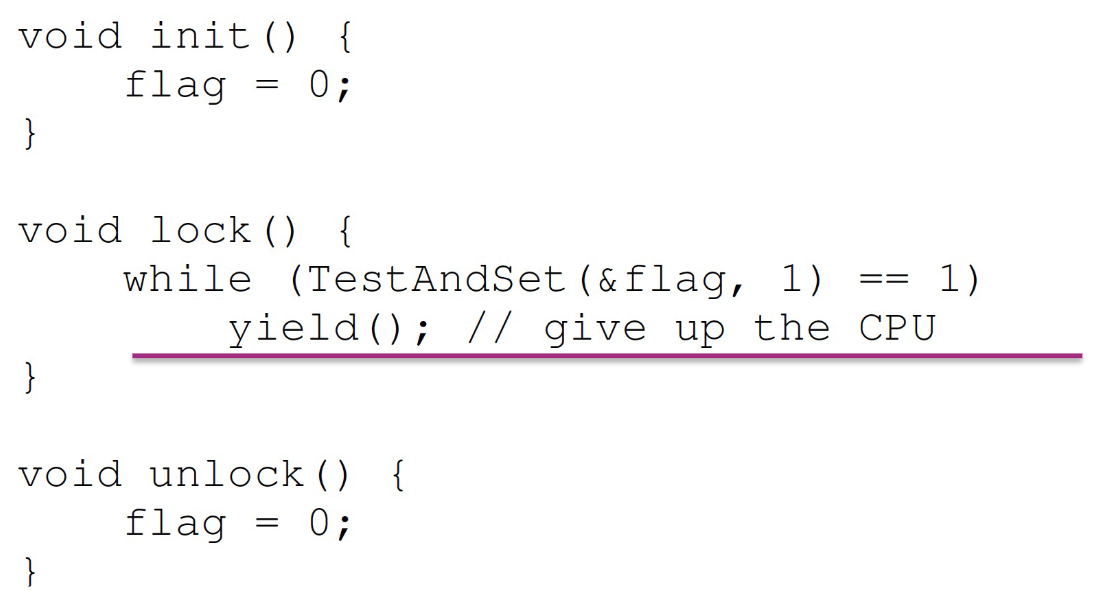 void init() {
    flag = 0;
}

void lock() {
    while (TestAndSet(&flag, 1) == 1)
        yield(); // give up the CPU
}

void unlock() {
    flag = 0;
}